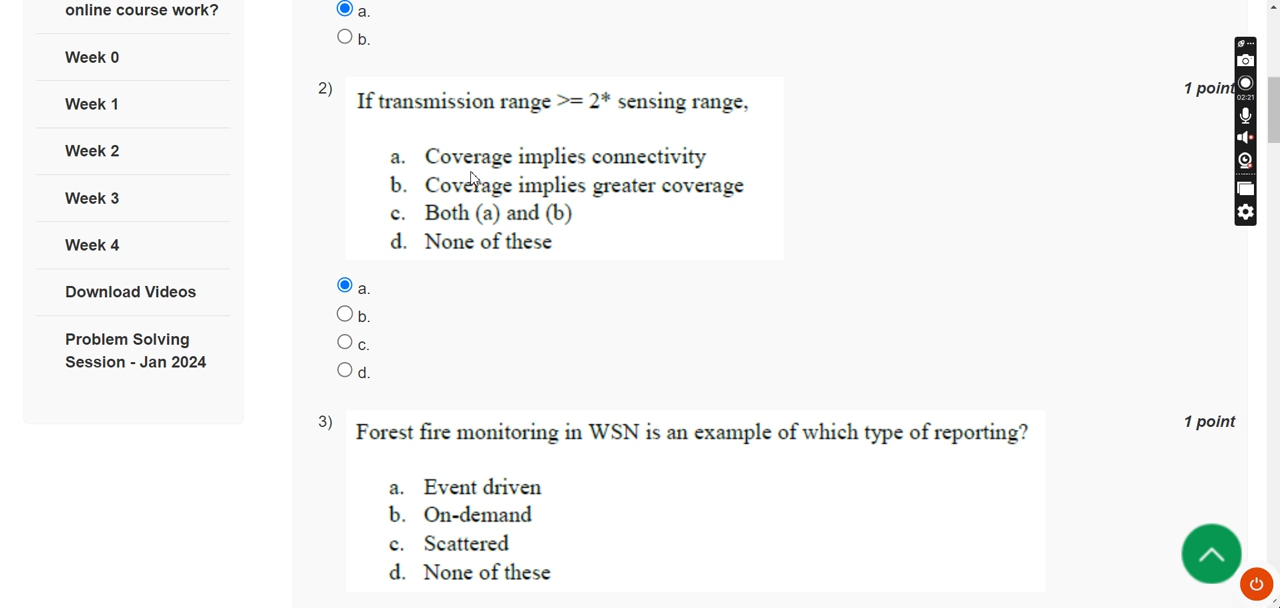 online course work?
Week 0
Week 1
Week 2
Week 3
Week 4
Download Videos
Problem Solving
Session - Jan 2024
a.
b.
2)
1 point
If transmission range >= 2* sensing range,
a. Coverage implies connectivity
b. Coverage implies greater coverage
c. Both (a) and (b)
d. None of these
a.
b.
c.
d.
3)
1 point
Forest fire monitoring in WSN is an example of which type of reporting?
a. Event driven
b. On-demand
c. Scattered
d. None of these
02:21